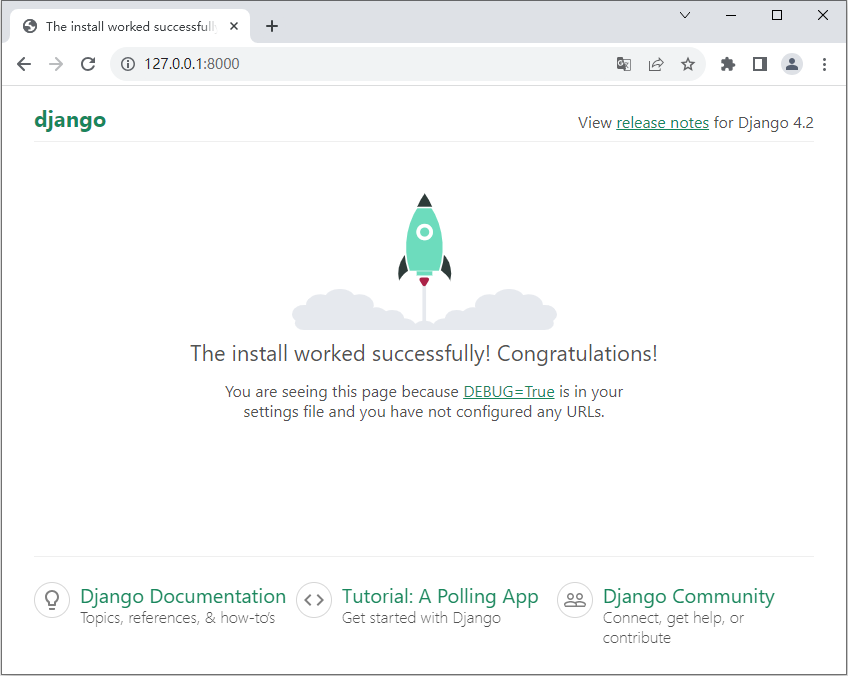 The install worked successfully
127.0.0.1:8000
django
View release notes for Django 4.2
The install worked successfully! Congratulations!
You are seeing this page because DEBUG=True is in your
settings file and you have not configured any URLs.
Django Documentation
Topics, references, & how-to's
Tutorial: A Polling App
Get started with Django
Django Community
Connect, get help, or
contribute